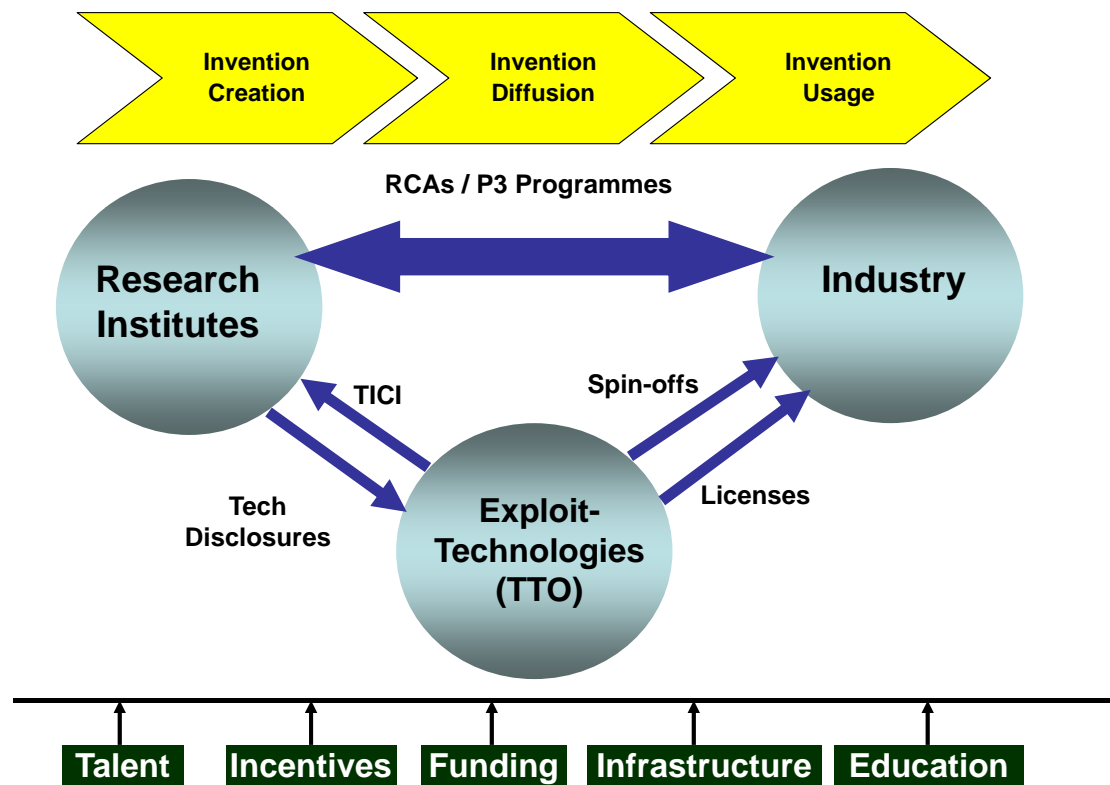 Invention
Creation
Invention
Diffusion
Invention
Usage
RCAs / P3 Programmes
Research
Institutes
Industry
TICI
Spin-offs
Tech
Disclosures
Licenses
Exploit-
Technologies
(TTO)
Talent
Incentives
Funding
Infrastructure
Education